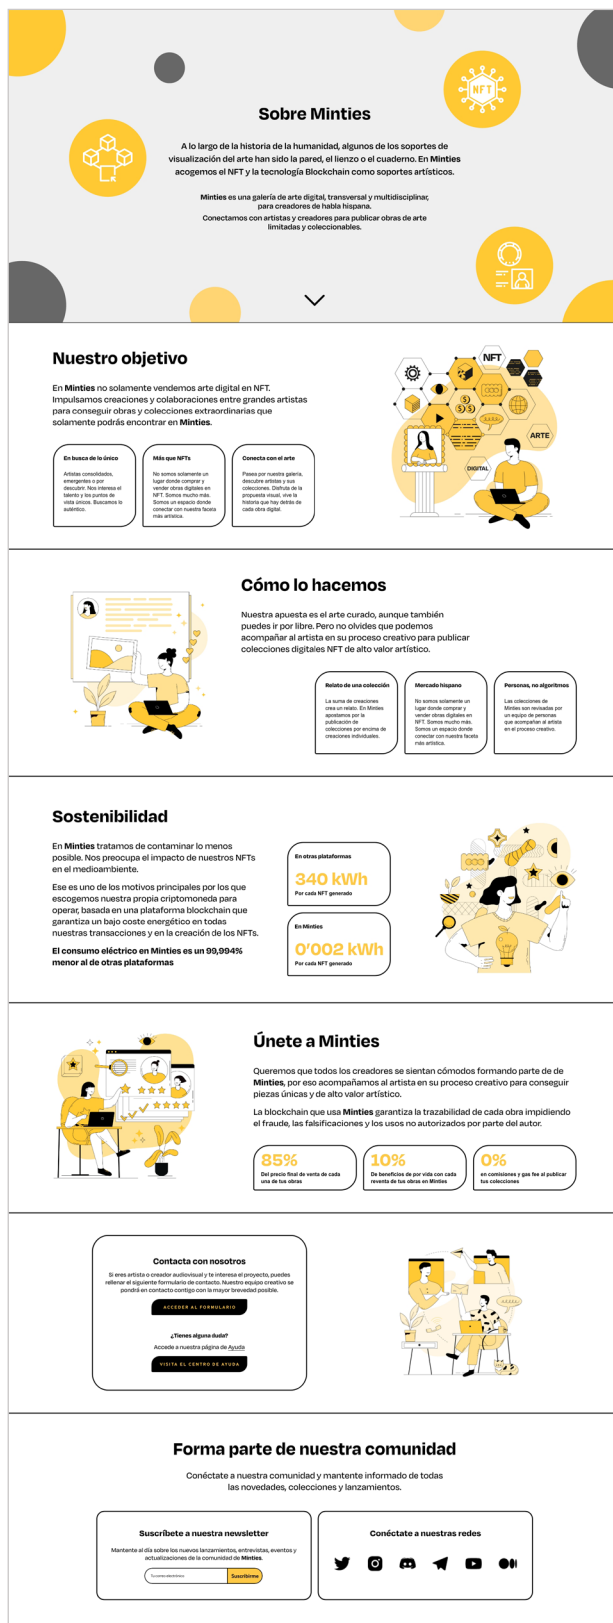 NFT
Sobre Minties
A lo largo de la historia de la humanidad, algunos de los soportes de
visualización del arte han sido la pared, el lienzo o el cuaderno. En Minties
acogemos el NFT y la tecnología Blockchain como soportes artísticos.
Minties es una galería de arte digital, transversal y multidisciplinar,
para creadores de habla hispana.
Conectamos con artistas y creadores para publicar obras de arte
limitadas y coleccionables.
Nuestro objetivo
En Minties no solamente vendemos arte digital en NFT.
Impulsamos creaciones y colaboraciones entre grandes artistas
para conseguir obras y colecciones extraordinarias que
solamente podrás encontrar en Minties.
En busca de lo único
Artistas consolidados,
emergentes o por
descubrir. Nos interesa el
talento y los puntos de
vista únicos. Buscamos lo
auténtico.
Más que NFTs
No somos solamente un
lugar donde comprar y
vender obras digitales en
NFT. Somos mucho más.
Somos un espacio donde
conectar con nuestra faceta
más artística.
Conecta con el arte
Pasea por nuestra galería,
descubre artistas y sus
colecciones. Disfruta de la
propuesta visual, vive la
historia que hay detrás de
cada obra digital.
NFT
ARTE
DIGITAL
Cómo lo hacemos
Nuestra apuesta es el arte curado, aunque también
puedes ir por libre. Pero no olvides que podemos
acompañar al artista en su proceso creativo para publicar
colecciones digitales NFT de alto valor artístico.
Relato de una colección
La suma de creaciones
crea un relato. En Minties
apostamos por la
publicación de
colecciones por encima de
creaciones individuales.
Mercado hispano
No somos solamente un
lugar donde comprar y
vender obras digitales en
NFT. Somos mucho más.
Somos un espacio donde
conectar con nuestra faceta
más artística.
Personas, no algoritmos
Las colecciones de
Minties son revisadas por
un equipo de personas
que acompañan al artista
en el proceso creativo.
Sostenibilidad
En Minties tratamos de contaminar lo menos
posible. Nos preocupa el impacto de nuestros NFTs
en el medioambiente.
Ese es uno de los motivos principales por los que
escogemos nuestra propia criptomoneda para
operar, basada en una plataforma blockchain que
garantiza un bajo coste energético en todas
nuestras transacciones y en la creación de los NFTs.
El consumo eléctrico en Minties es un 99,994%
menor al de otras plataformas
En otras plataformas
340 kWh
Por cada NFT generado
En Minties
0'002 kWh
Por cada NFT generado
Únete a Minties
Queremos que todos los creadores se sientan cómodos formando parte de de
Minties, por eso acompañamos al artista en su proceso creativo para conseguir
piezas únicas y de alto valor artístico.
La blockchain que usa Minties garantiza la trazabilidad de cada obra impidiendo
el fraude, las falsificaciones y los usos no autorizados por parte del autor.
85%
Del precio final de venta de cada
una de tus obras
10%
De beneficios de por vida con cada
reventa de tus obras en Minties
0%
en comisiones y gas fee al publicar
tus colecciones
Contacta con nosotros
Si eres artista o creador audiovisual y te interesa el proyecto, puedes
rellenar el siguiente formulario de contacto. Nuestro equipo creativo se
pondrá en contacto contigo con la mayor brevedad posible.
ACCEDER AL FORMULARIO
¿Tienes alguna duda?
Accede a nuestra página de Ayuda
VISITA EL CENTRO DE AYUDA
Forma parte de nuestra comunidad
Conéctate a nuestra comunidad y mantente informado de todas
las novedades, colecciones y lanzamientos.
Suscríbete a nuestra newsletter
Mantente al día sobre los nuevos lanzamientos, entrevistas, eventos y
actualizaciones de la comunidad de Minties.
Tu correo electrónico
Suscribirme
Conéctate a nuestras redes